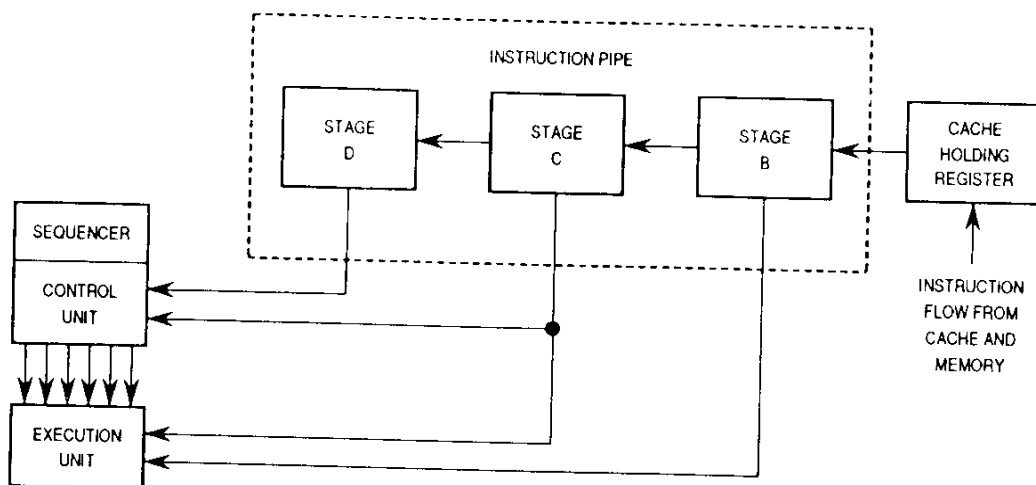 INSTRUCTION PIPE
STAGE
D
STAGE
C
STAGE
B
CACHE
HOLDING
REGISTER
SEQUENCER
CONTROL
UNIT
INSTRUCTION
FLOW FROM
CACHE AND
MEMORY
EXECUTION
UNIT